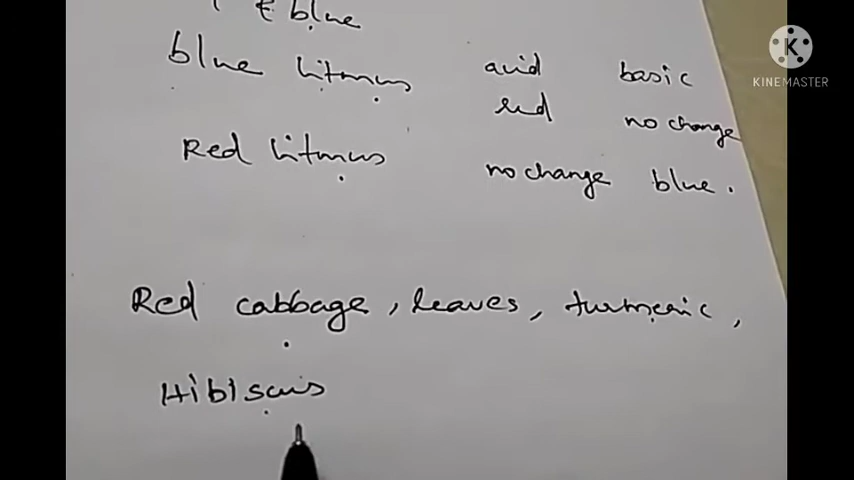 & blue
K
KINEMASTER
blue litmus acid basic
red no change
Red litmus no change blue.
Red cabbage, leaves, turmeric,
Hibiscus